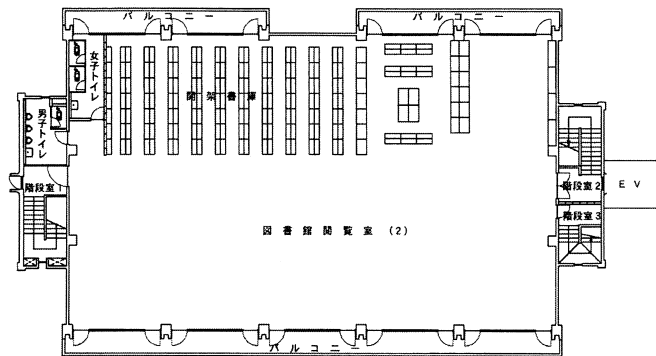 バルコニー
バルコニー
女子トイレ
開架書庫
男子トイレ
階段室1
階段室2
EV
階段室3
図書館閲覧室(2)
バルコニー